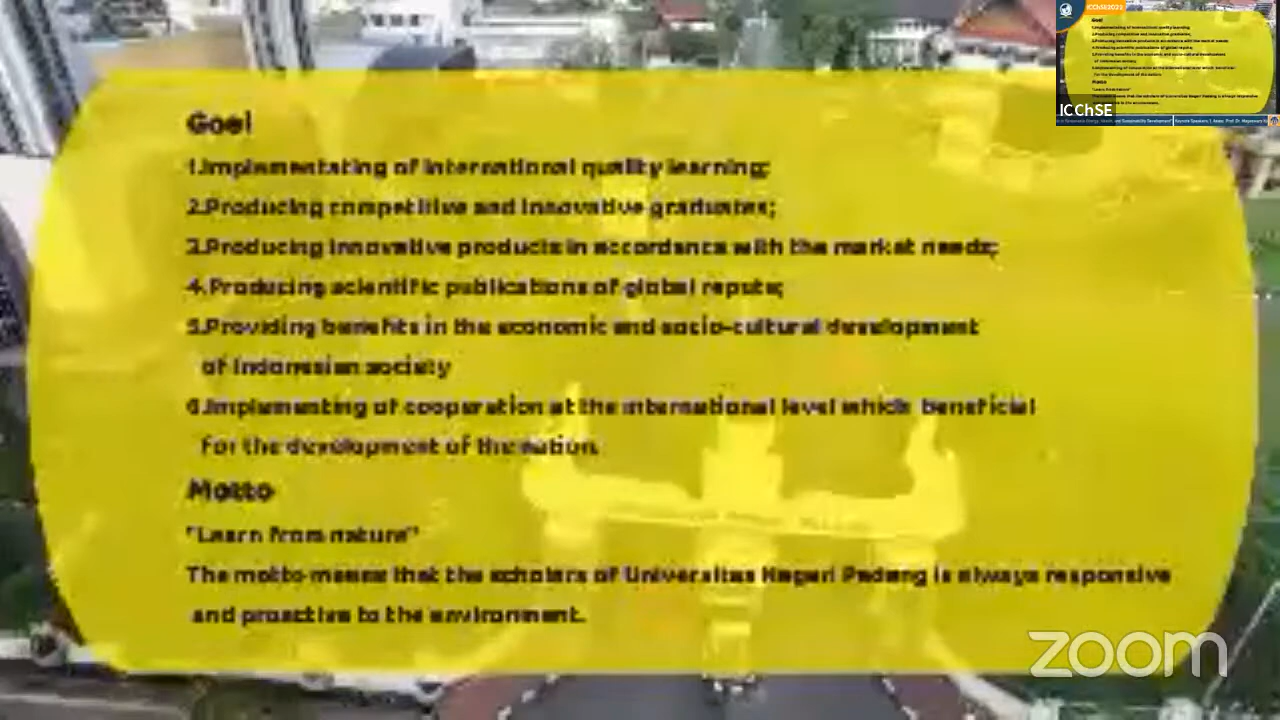 Goal
1.Implementating of international quality learning;
2.Producing competitive and innovative graduates;
3.Producing innovative products in accordance with the market needs;
4.Producing scientific publications of global repute;
5.Providing benefits in the economic and socio-cultural development
of Indonesian society
6.Implementing of cooperation at the international level which beneficial
for the development of the nation.
Motto
"Learn from nature"
The motto means that the scholars of Universitas Negeri Padang is always responsive
and proactive to the environment.
ICChSE
zoom